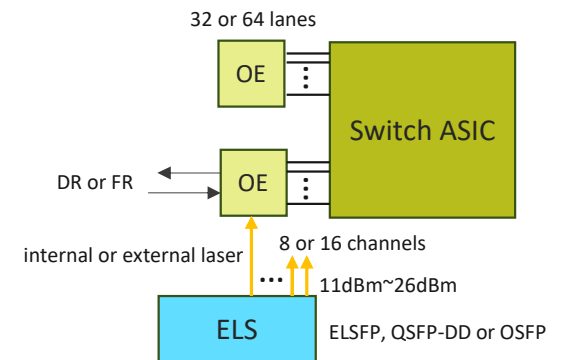 32 or 64 lanes
OE
Switch ASIC
OE
DR or FR
internal or external laser
8 or 16 channels
...
11dBm~26dBm
ELS
ELSFP, QSFP-DD or OSFP